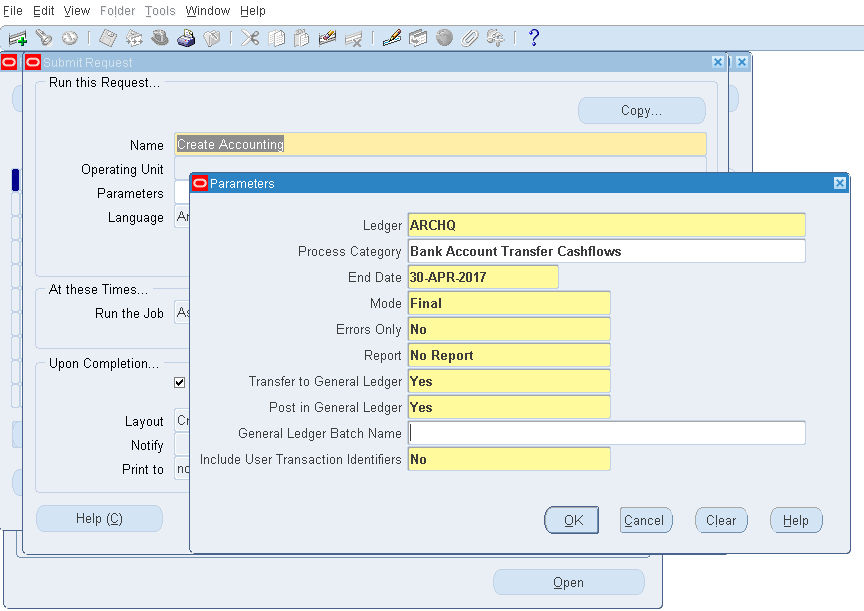 File Edit View Folder Tools Window Help
?
Submit Request
Run this Request...
Copy...
Name Create Accounting
Operating Unit
Parameters
Language
At these Times...
Run the Job
Upon Completion...
Layout
Notify
Print to
Help (C)
Parameters
Ledger ARCHQ
Process Category Bank Account Transfer Cashflows
End Date 30-APR-2017
Mode Final
Errors Only No
Report No Report
Transfer to General Ledger Yes
Post in General Ledger Yes
General Ledger Batch Name
Include User Transaction Identifiers No
OK Cancel Clear Help
Open